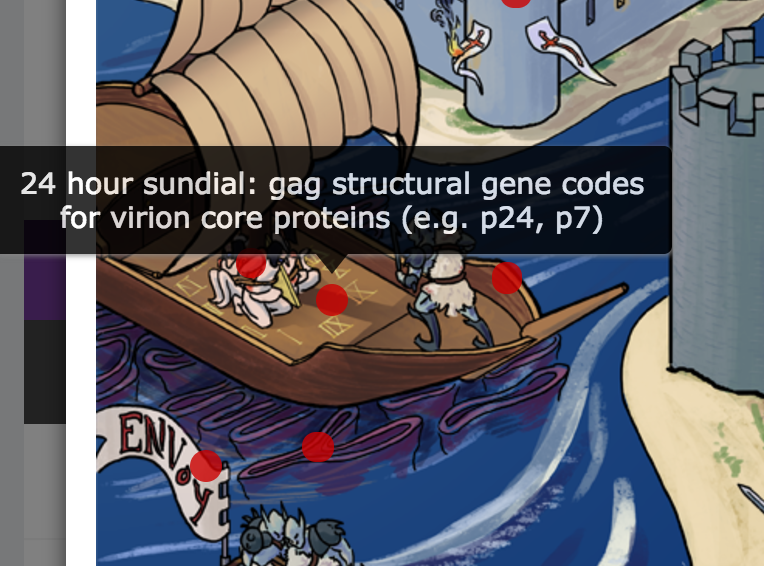 24 hour sundial: gag structural gene codes
for virion core proteins (e.g. p24, p7)
ENVOY